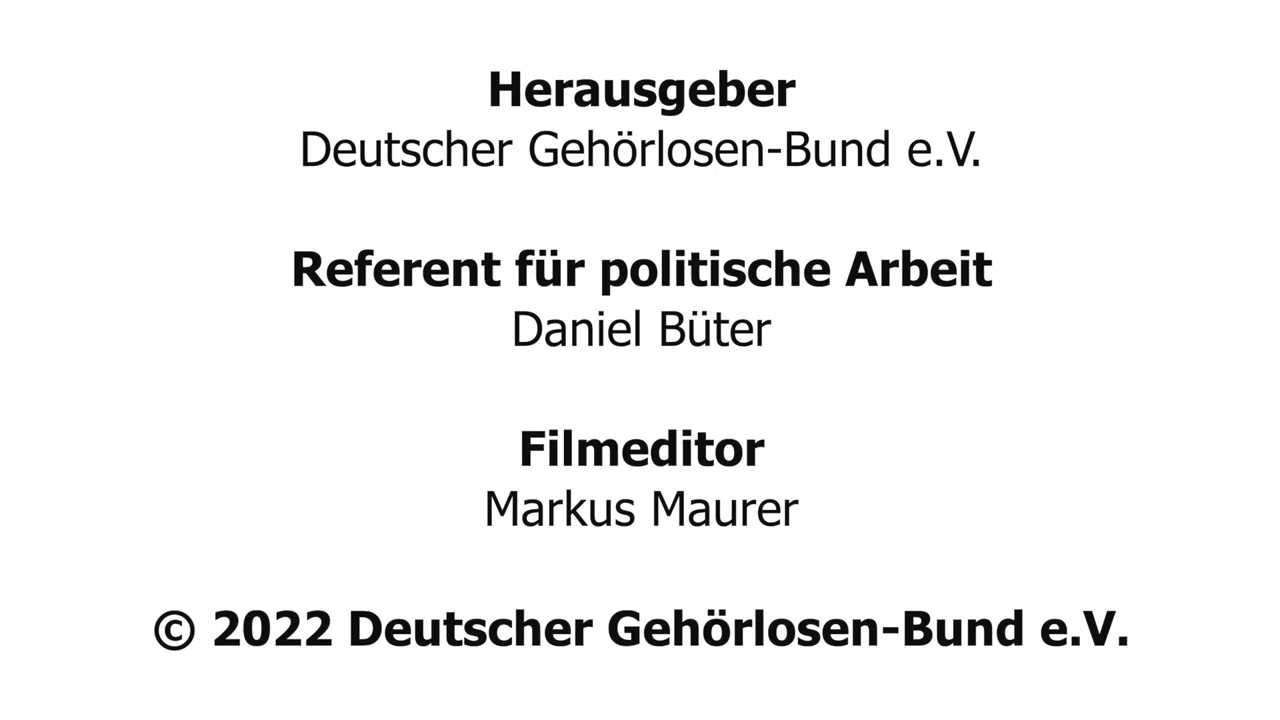 Herausgeber
Deutscher Gehörlosen-Bund e.V.
Referent für politische Arbeit
Daniel Büter
Filmeditor
Markus Maurer
© 2022 Deutscher Gehörlosen-Bund e.V.